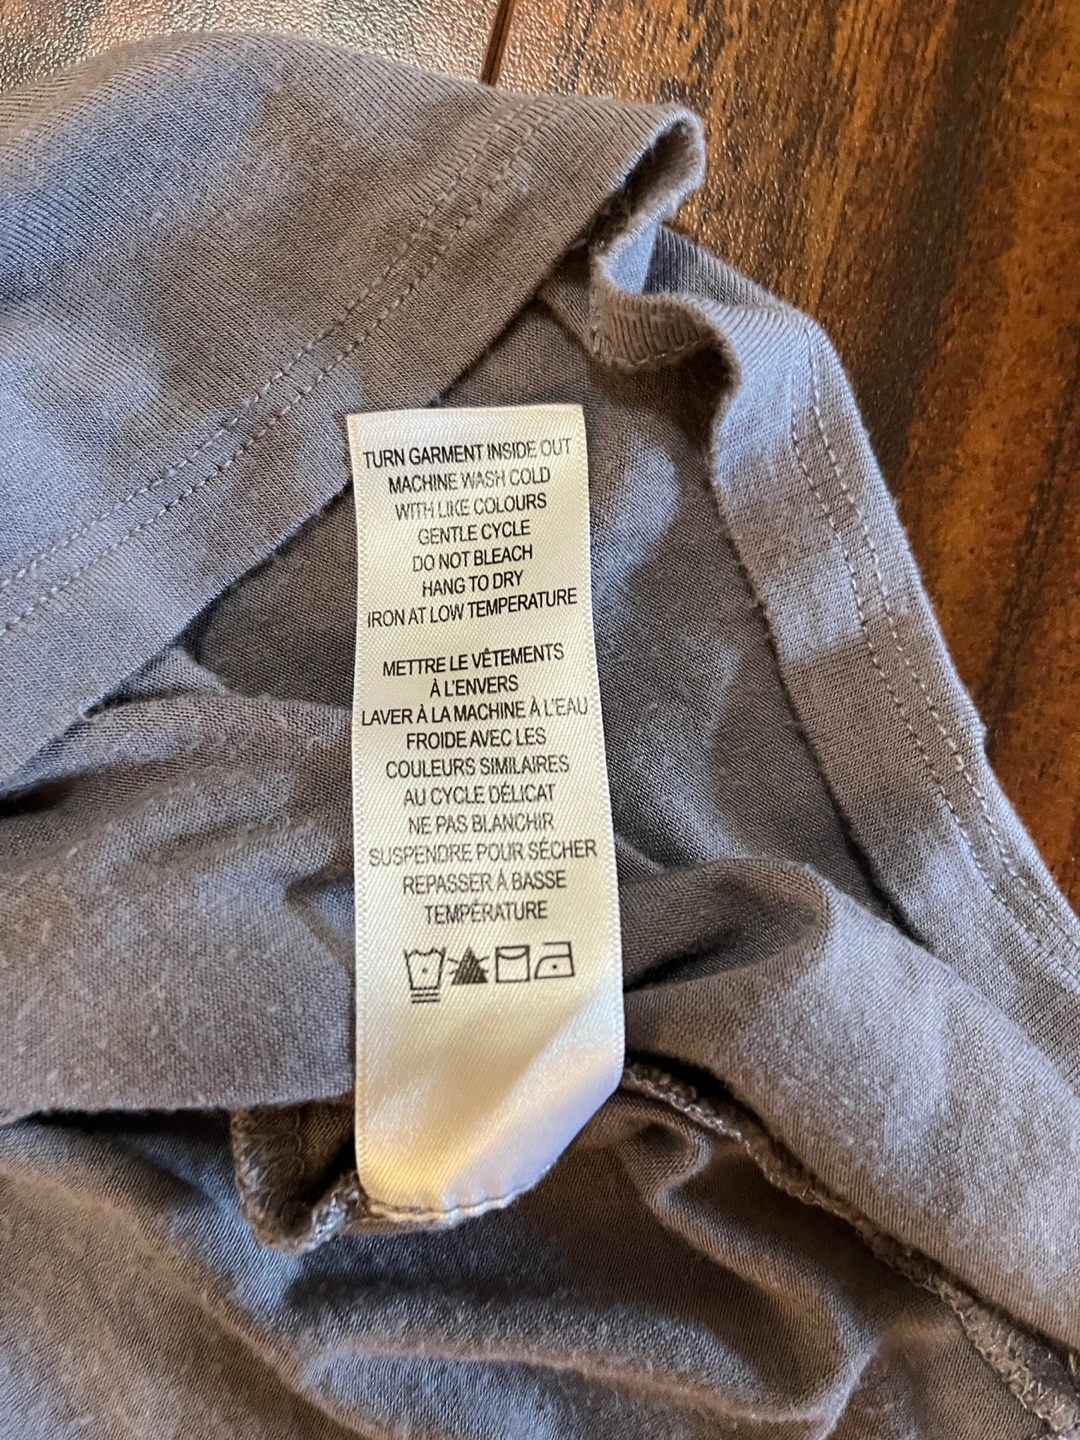 TURN GARMENT INSIDE OUT
MACHINE WASH COLD
WITH LIKE COLOURS
GENTLE CYCLE
DO NOT BLEACH
HANG TO DRY
IRON AT LOW TEMPERATURE
METTRE LE VÊTEMENTS
À L'ENVERS
LAVER À LA MACHINE À L'EAU
FROIDE AVEC LES
COULEURS SIMILAIRES
AU CYCLE DÉLICAT
NE PAS BLANCHIR
SUSPENDRE POUR SÉCHER
REPASSER À BASSE
TEMPÉRATURE